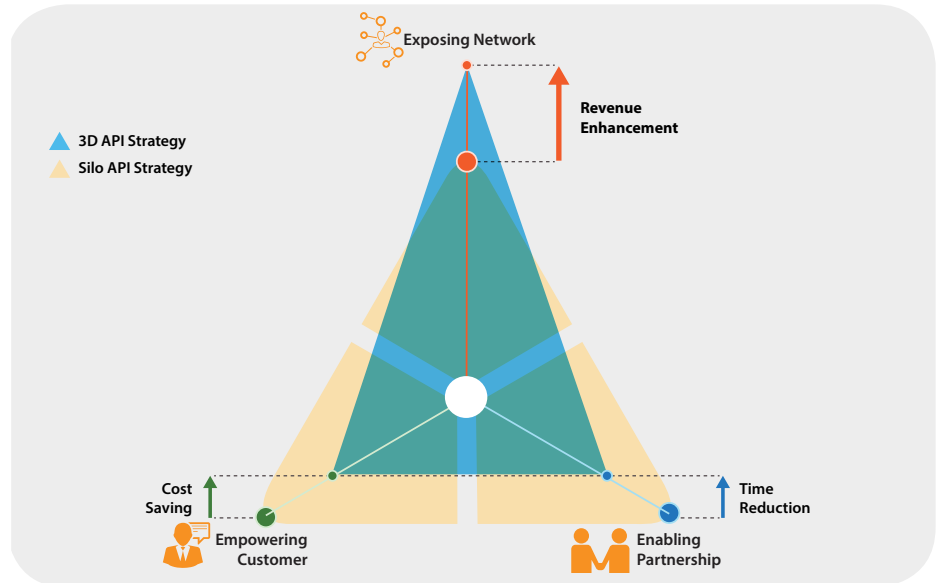 Exposing Network
Revenue
Enhancement
3D API Strategy
Silo API Strategy
Cost
Saving
Time
Reduction
Empowering
Customer
Enabling
Partnership